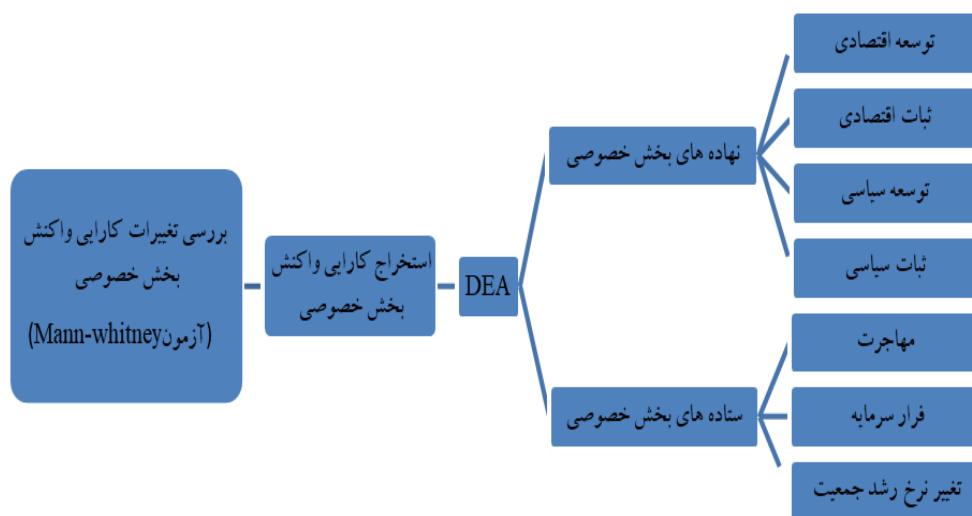 توسعه اقتصادی
ثبات اقتصادی
توسعه سیاسی
ثبات سیاسی
نهاده های بخش خصوصی
مهاجرت
فرار سرمایه
تغییر نرخ رشد جمعیت
ستاده های بخش خصوصی
DEA
استخراج کارایی واکنش
بخش خصوصی
بررسی تغییرات کارایی واکنش
بخش خصوصی
(آزمونMann-whitney)